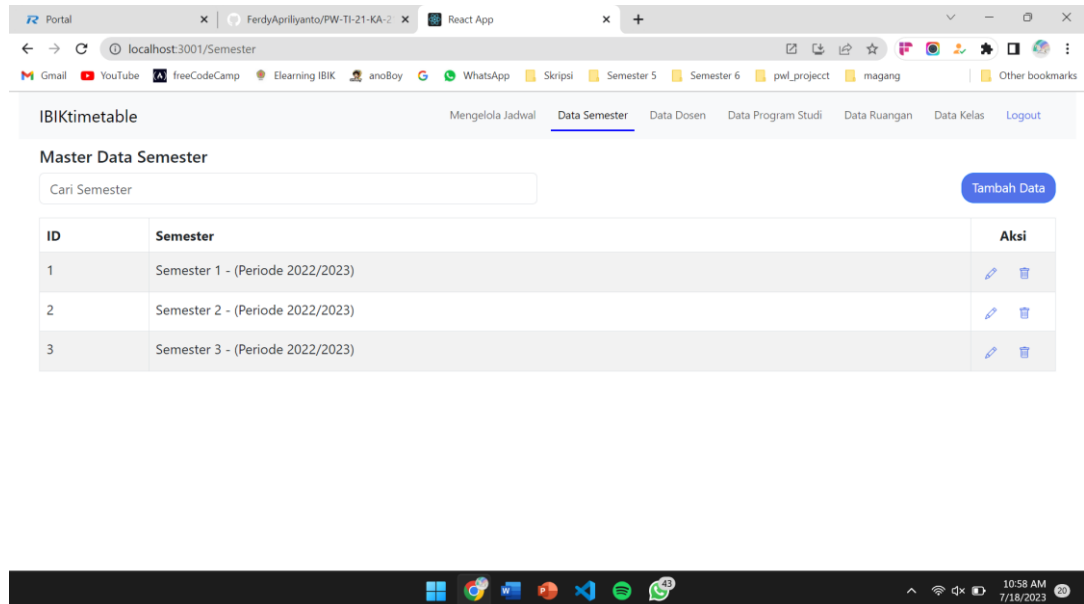 Portal
FerdyApriliyanto/PW-TI-21-KA-2
React App
localhost:3001/Semester
Gmail YouTube freeCodeCamp Elearning IBIK anoBoy WhatsApp Skripsi Semester 5 Semester 6 pwl_projecct magang Other bookmarks
IBIKtimetable Mengelola Jadwal Data Semester Data Dosen Data Program Studi Data Ruangan Data Kelas Logout
Master Data Semester
Cari Semester Tambah Data
ID Semester Aksi
1 Semester 1 - (Periode 2022/2023)
2 Semester 2 - (Periode 2022/2023)
3 Semester 3 - (Periode 2022/2023)
43
10:58 AM
7/18/2023
20